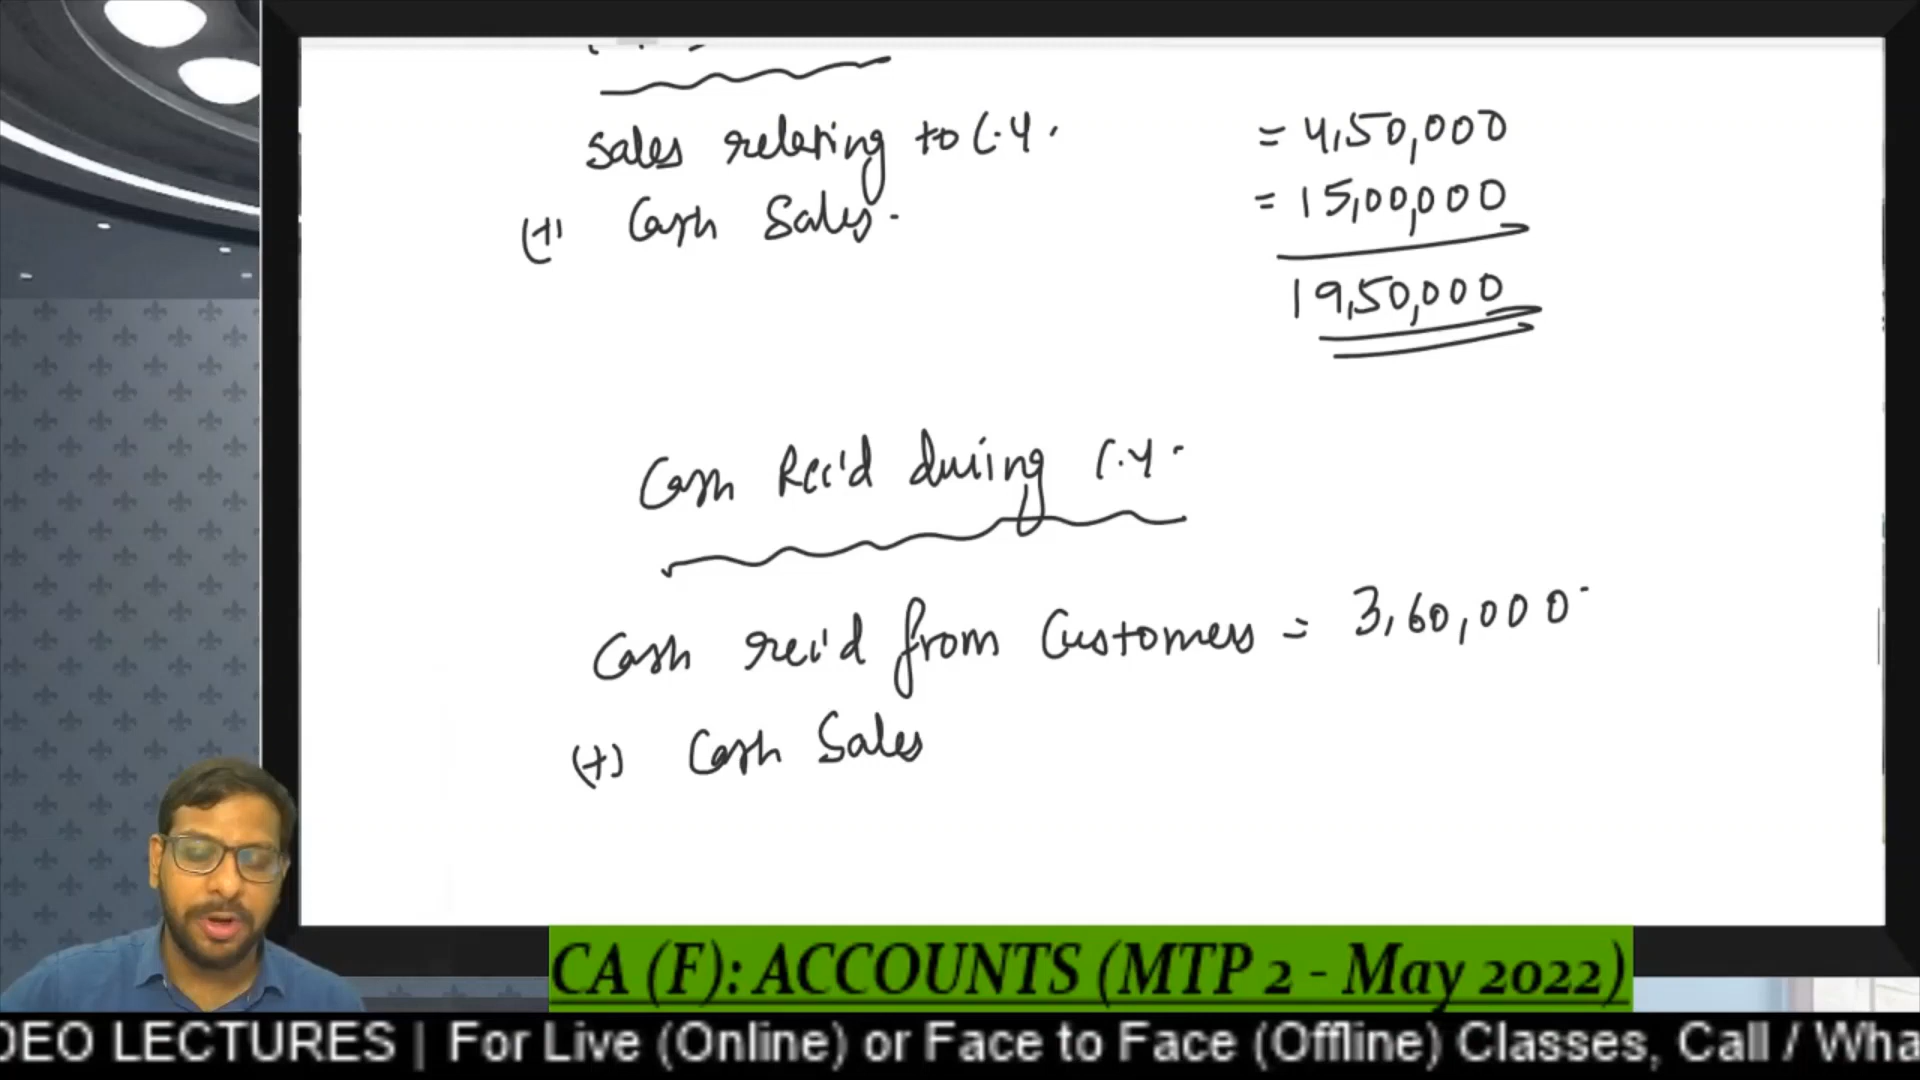 Sales relating to C.Y. = 4,50,000
(+) Cash Sales. = 15,00,000
19,50,000
Cash Rec'd during C.Y.
Cash rec'd from Customers = 3,60,000
(+) Cash Sales
CA (F): ACCOUNTS (MTP 2 - May 2022)
DEO LECTURES | For Live (Online) or Face to Face (Offline) Classes, Call / Wha